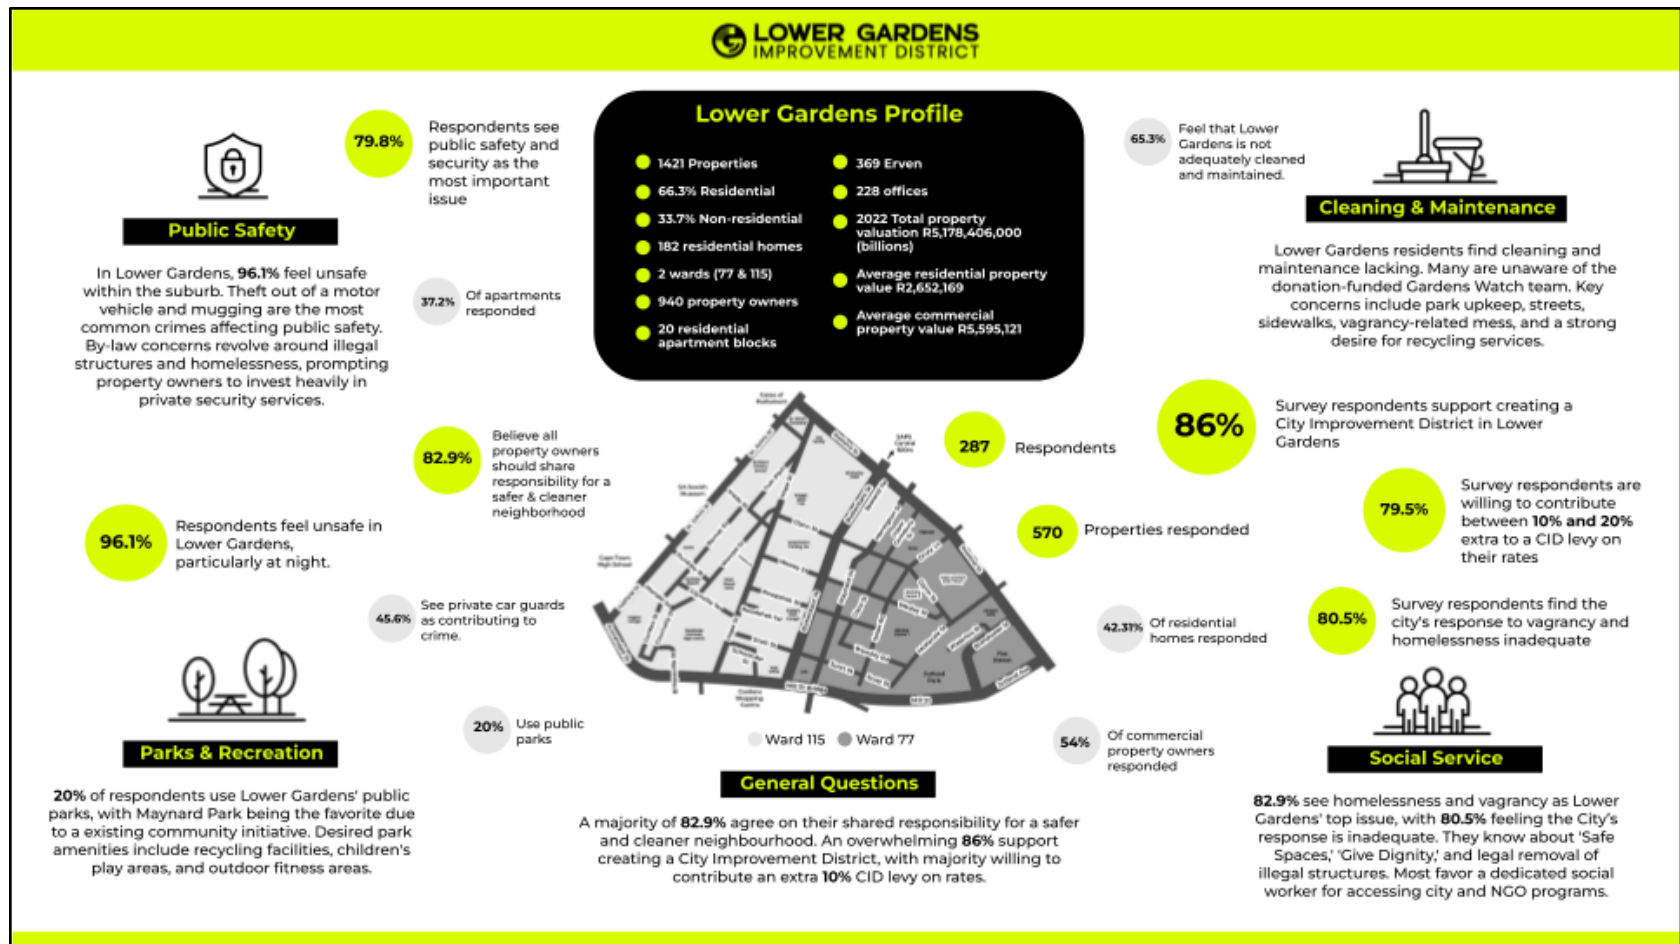 LOWER GARDENS
IMPROVEMENT DISTRICT
79.8%
Respondents see
public safety and
security as the
most important
issue
Public Safety
In Lower Gardens, 96.1% feel unsafe
within the suburb. Theft out of a motor
vehicle and mugging are the most
common crimes affecting public safety.
By-law concerns revolve around illegal
structures and homelessness, prompting
property owners to invest heavily in
private security services.
37.2%
Of apartments
responded
82.9%
Believe all
property owners
should share
responsibility for a
safer & cleaner
neighborhood
96.1%
Respondents feel unsafe in
Lower Gardens,
particularly at night.
45.6%
See private car guards
as contributing to
crime.
20%
Use public
parks
Parks & Recreation
20% of respondents use Lower Gardens' public
parks, with Maynard Park being the favorite due
to a existing community initiative. Desired park
amenities include recycling facilities, children's
play areas, and outdoor fitness areas.
Lower Gardens Profile
1421 Properties
66.3% Residential
33.7% Non-residential
182 residential homes
2 wards (77 & 115)
940 property owners
20 residential
apartment blocks
369 Erven
228 offices
2022 Total property
valuation R5,178,406,000
(billions)
Average residential property
value R2,652,169
Average commercial
property value R5,595,121
Ward 115
Ward 77
General Questions
A majority of 82.9% agree on their shared responsibility for a safer
and cleaner neighbourhood. An overwhelming 86% support
creating a City Improvement District, with majority willing to
contribute an extra 10% CID levy on rates.
65.3%
Feel that Lower
Gardens is not
adequately cleaned
and maintained.
Cleaning & Maintenance
Lower Gardens residents find cleaning and
maintenance lacking. Many are unaware of the
donation-funded Gardens Watch team. Key
concerns include park upkeep, streets,
sidewalks, vagrancy-related mess, and a strong
desire for recycling services.
86%
Survey respondents support creating a
City Improvement District in Lower
Gardens
287
Respondents
570
Properties responded
79.5%
Survey respondents are
willing to contribute
between 10% and 20%
extra to a CID levy on
their rates
42.31%
Of residential
homes responded
80.5%
Survey respondents find the
city's response to vagrancy and
homelessness inadequate
54%
Of commercial
property owners
responded
Social Service
82.9% see homelessness and vagrancy as Lower
Gardens' top issue, with 80.5% feeling the City's
response is inadequate. They know about 'Safe
Spaces,' 'Give Dignity,' and legal removal of
illegal structures. Most favor a dedicated social
worker for accessing city and NGO programs.